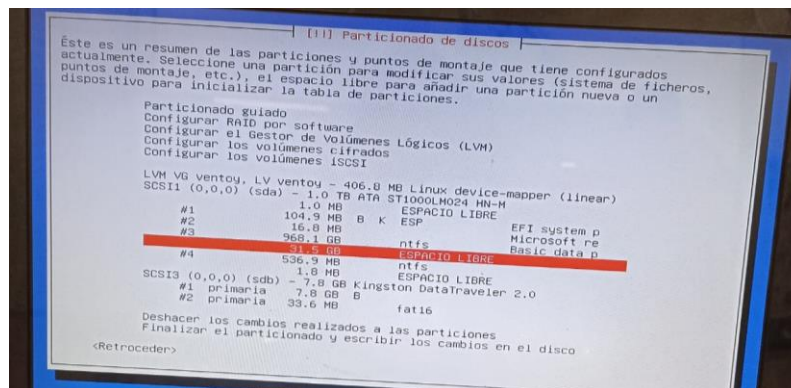 [!!] Particionado de discos
Éste es un resumen de las particiones y puntos de montaje que tiene configurados
actualmente. Seleccione una partición para modificar sus valores (sistema de ficheros,
puntos de montaje, etc.), el espacio libre para añadir una partición nueva o un
dispositivo para inicializar la tabla de particiones.
Particionado guiado
Configurar RAID por software
Configurar el Gestor de Volúmenes Lógicos (LVM)
Configurar los volúmenes cifrados
Configurar los volúmenes iSCSI
LVM VG ventoy, LV ventoy - 406.8 MB Linux device-mapper (linear)
SCSI1 (0,0,0) (sda) - 1.0 TB ATA ST1000LM024 HN-M
1.0 MB ESPACIO LIBRE
#1 104.9 MB B K ESP EFI system p
#2 16.8 MB Microsoft re
#3 968.1 GB ntfs Basic data p
31.5 GB ESPACIO LIBRE
#4 536.9 MB ntfs
1.8 MB ESPACIO LIBRE
SCSI3 (0,0,0) (sdb) - 7.8 GB Kingston DataTraveler 2.0
#1 primaria 7.8 GB B
#2 primaria 33.6 MB fat16
Deshacer los cambios realizados a las particiones
Finalizar el particionado y escribir los cambios en el disco
<Retroceder>